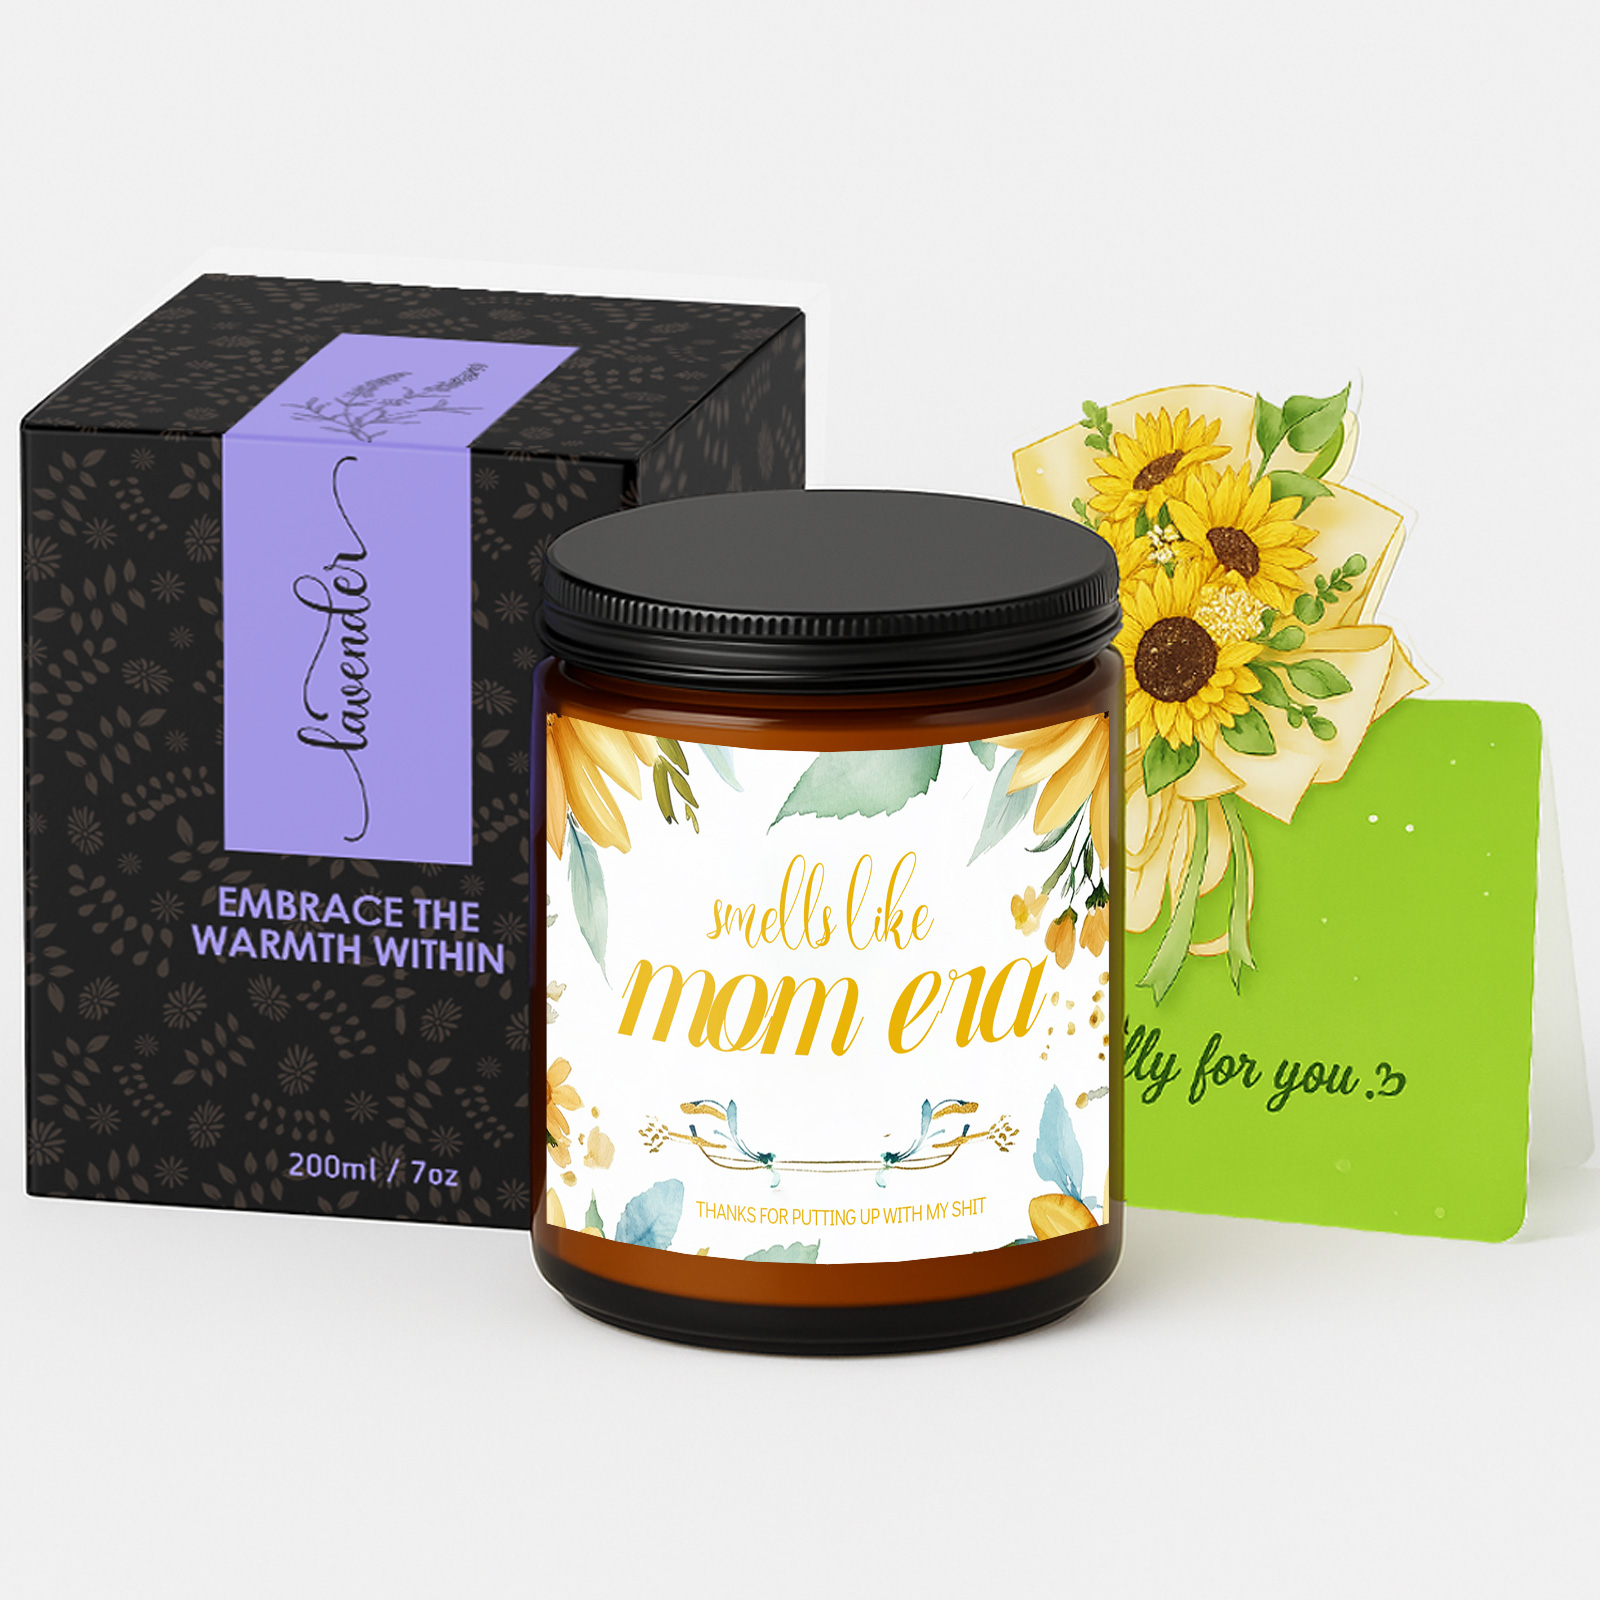 lavender
EMBRACE THE
WARMTH WITHIN
200ml / 7oz
smells like
mom era
THANKS FOR PUTTING UP WITH MY SHIT
for you